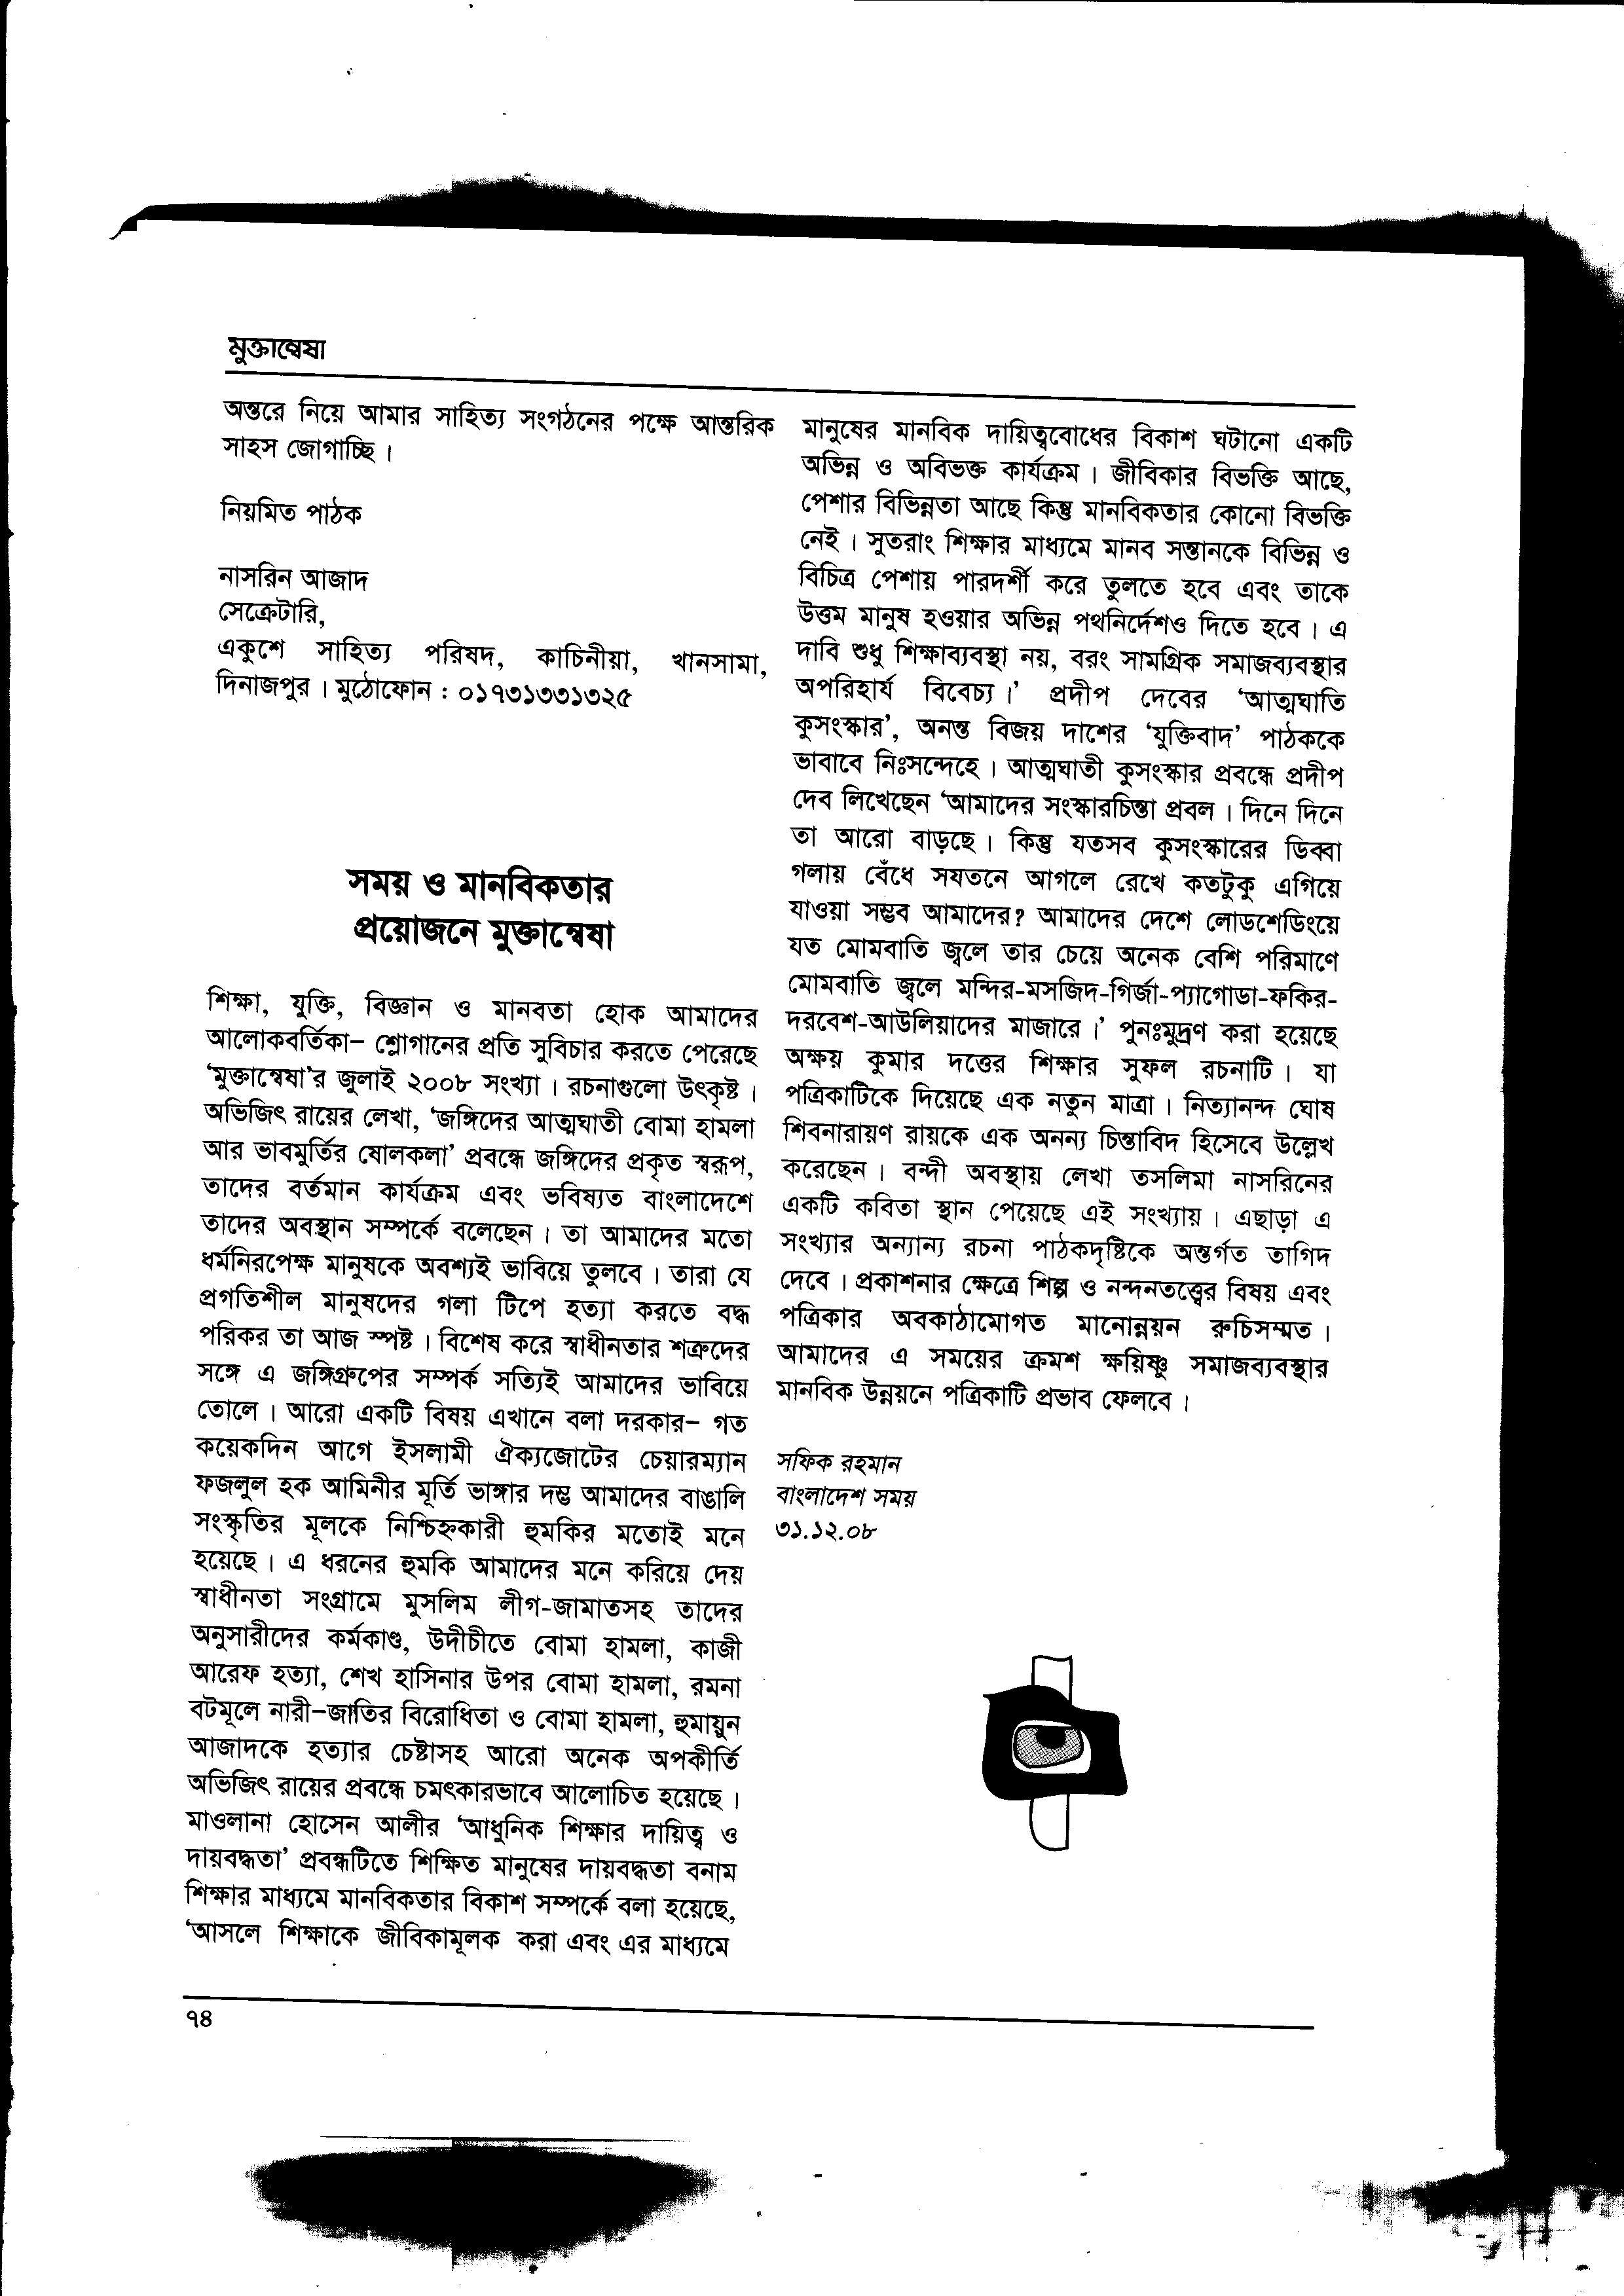 মুক্তান্বেষা
অন্তরে নিয়ে আমার সাহিত্য সংগঠনের পক্ষে আন্তরিক
সাহস জোগাচ্ছি।
নিয়মিত পাঠক
নাসরিন আজাদ
সেক্রেটারি,
একুশে সাহিত্য পরিষদ, কাচিনীয়া, খানসামা,
দিনাজপুর। মুঠোফোন : ০১৭৩১৩৩১৩২৫
সময় ও মানবিকতার
প্রয়োজনে মুক্তান্বেষা
শিক্ষা, যুক্তি, বিজ্ঞান ও মানবতা হোক আমাদের
আলোকবর্তিকা– শ্লোগানের প্রতি সুবিচার করতে পেরেছে
‘মুক্তান্বেষা’র জুলাই ২০০৮ সংখ্যা। রচনাগুলো উৎকৃষ্ট।
অভিজিৎ রায়ের লেখা, ‘জঙ্গিদের আত্মঘাতী বোমা হামলা
আর ভাবমুর্তির ষোলকলা’ প্রবন্ধে জঙ্গিদের প্রকৃত স্বরূপ,
তাদের বর্তমান কার্যক্রম এবং ভবিষ্যত বাংলাদেশে
তাদের অবস্থান সম্পর্কে বলেছেন। তা আমাদের মতো
ধর্মনিরপেক্ষ মানুষকে অবশ্যই ভাবিয়ে তুলবে। তারা যে
প্রগতিশীল মানুষদের গলা টিপে হত্যা করতে বদ্ধ
পরিকর তা আজ স্পষ্ট। বিশেষ করে স্বাধীনতার শত্রুদের
সঙ্গে এ জঙ্গিগ্রুপের সম্পর্ক সত্যিই আমাদের ভাবিয়ে
তোলে। আরো একটি বিষয় এখানে বলা দরকার– গত
কয়েকদিন আগে ইসলামী ঐক্যজোটের চেয়ারম্যান
ফজলুল হক আমিনীর মূর্তি ভাঙ্গার দম্ভ আমাদের বাঙালি
সংস্কৃতির মূলকে নিশ্চিহ্নকারী হুমকির মতোই মনে
হয়েছে। এ ধরনের হুমকি আমাদের মনে করিয়ে দেয়
স্বাধীনতা সংগ্রামে মুসলিম লীগ-জামাতসহ তাদের
অনুসারীদের কর্মকাণ্ড, উদীচীতে বোমা হামলা, কাজী
আরেফ হত্যা, শেখ হাসিনার উপর বোমা হামলা, রমনা
বটমূলে নারী–জাতির বিরোধিতা ও বোমা হামলা, হুমায়ুন
আজাদকে হত্যার চেষ্টাসহ আরো অনেক অপকীর্তি
অভিজিৎ রায়ের প্রবন্ধে চমৎকারভাবে আলোচিত হয়েছে।
মাওলানা হোসেন আলীর ‘আধুনিক শিক্ষার দায়িত্ব ও
দায়বদ্ধতা’ প্রবন্ধটিতে শিক্ষিত মানুষের দায়বদ্ধতা বনাম
শিক্ষার মাধ্যমে মানবিকতার বিকাশ সম্পর্কে বলা হয়েছে,
‘আসলে শিক্ষাকে জীবিকামূলক করা এবং এর মাধ্যমে
মানুষের মানবিক দায়িত্ববোধের বিকাশ ঘটানো একটি
অভিন্ন ও অবিভক্ত কার্যক্রম। জীবিকার বিভক্তি আছে,
পেশার বিভিন্নতা আছে কিন্তু মানবিকতার কোনো বিভক্তি
নেই। সুতরাং শিক্ষার মাধ্যমে মানব সন্তানকে বিভিন্ন ও
বিচিত্র পেশায় পারদর্শী করে তুলতে হবে এবং তাকে
উত্তম মানুষ হওয়ার অভিন্ন পথনির্দেশও দিতে হবে। এ
দাবি শুধু শিক্ষাব্যবস্থা নয়, বরং সামগ্রিক সমাজব্যবস্থার
অপরিহার্য বিবেচ্য।’ প্রদীপ দেবের ‘আত্মঘাতি
কুসংস্কার’, অনন্ত বিজয় দাশের ‘যুক্তিবাদ’ পাঠককে
ভাবাবে নিঃসন্দেহে। আত্মঘাতী কুসংস্কার প্রবন্ধে প্রদীপ
দেব লিখেছেন ‘আমাদের সংস্কারচিন্তা প্রবল। দিনে দিনে
তা আরো বাড়ছে। কিন্তু যতসব কুসংস্কারের ডিব্বা
গলায় বেঁধে সযতনে আগলে রেখে কতটুকু এগিয়ে
যাওয়া সম্ভব আমাদের? আমাদের দেশে লোডশেডিংয়ে
যত মোমবাতি জ্বলে তার চেয়ে অনেক বেশি পরিমাণে
মোমবাতি জ্বলে মন্দির-মসজিদ-গির্জা-প্যাগোডা-ফকির-
দরবেশ-আউলিয়াদের মাজারে।’ পুনঃমুদ্রণ করা হয়েছে
অক্ষয় কুমার দত্তের শিক্ষার সুফল রচনাটি। যা
পত্রিকাটিকে দিয়েছে এক নতুন মাত্রা। নিত্যানন্দ ঘোষ
শিবনারায়ণ রায়কে এক অনন্য চিন্তাবিদ হিসেবে উল্লেখ
করেছেন। বন্দী অবস্থায় লেখা তসলিমা নাসরিনের
একটি কবিতা স্থান পেয়েছে এই সংখ্যায়। এছাড়া এ
সংখ্যার অন্যান্য রচনা পাঠকদৃষ্টিকে অন্তর্গত তাগিদ
দেবে। প্রকাশনার ক্ষেত্রে শিল্প ও নন্দনতত্ত্বের বিষয় এবং
পত্রিকার অবকাঠামোগত মানোন্নয়ন রুচিসম্মত।
আমাদের এ সময়ের ক্রমশ ক্ষয়িষ্ণু সমাজব্যবস্থার
মানবিক উন্নয়নে পত্রিকাটি প্রভাব ফেলবে।
সফিক রহমান
বাংলাদেশ সময়
৩১.১২.০৮
৭৪